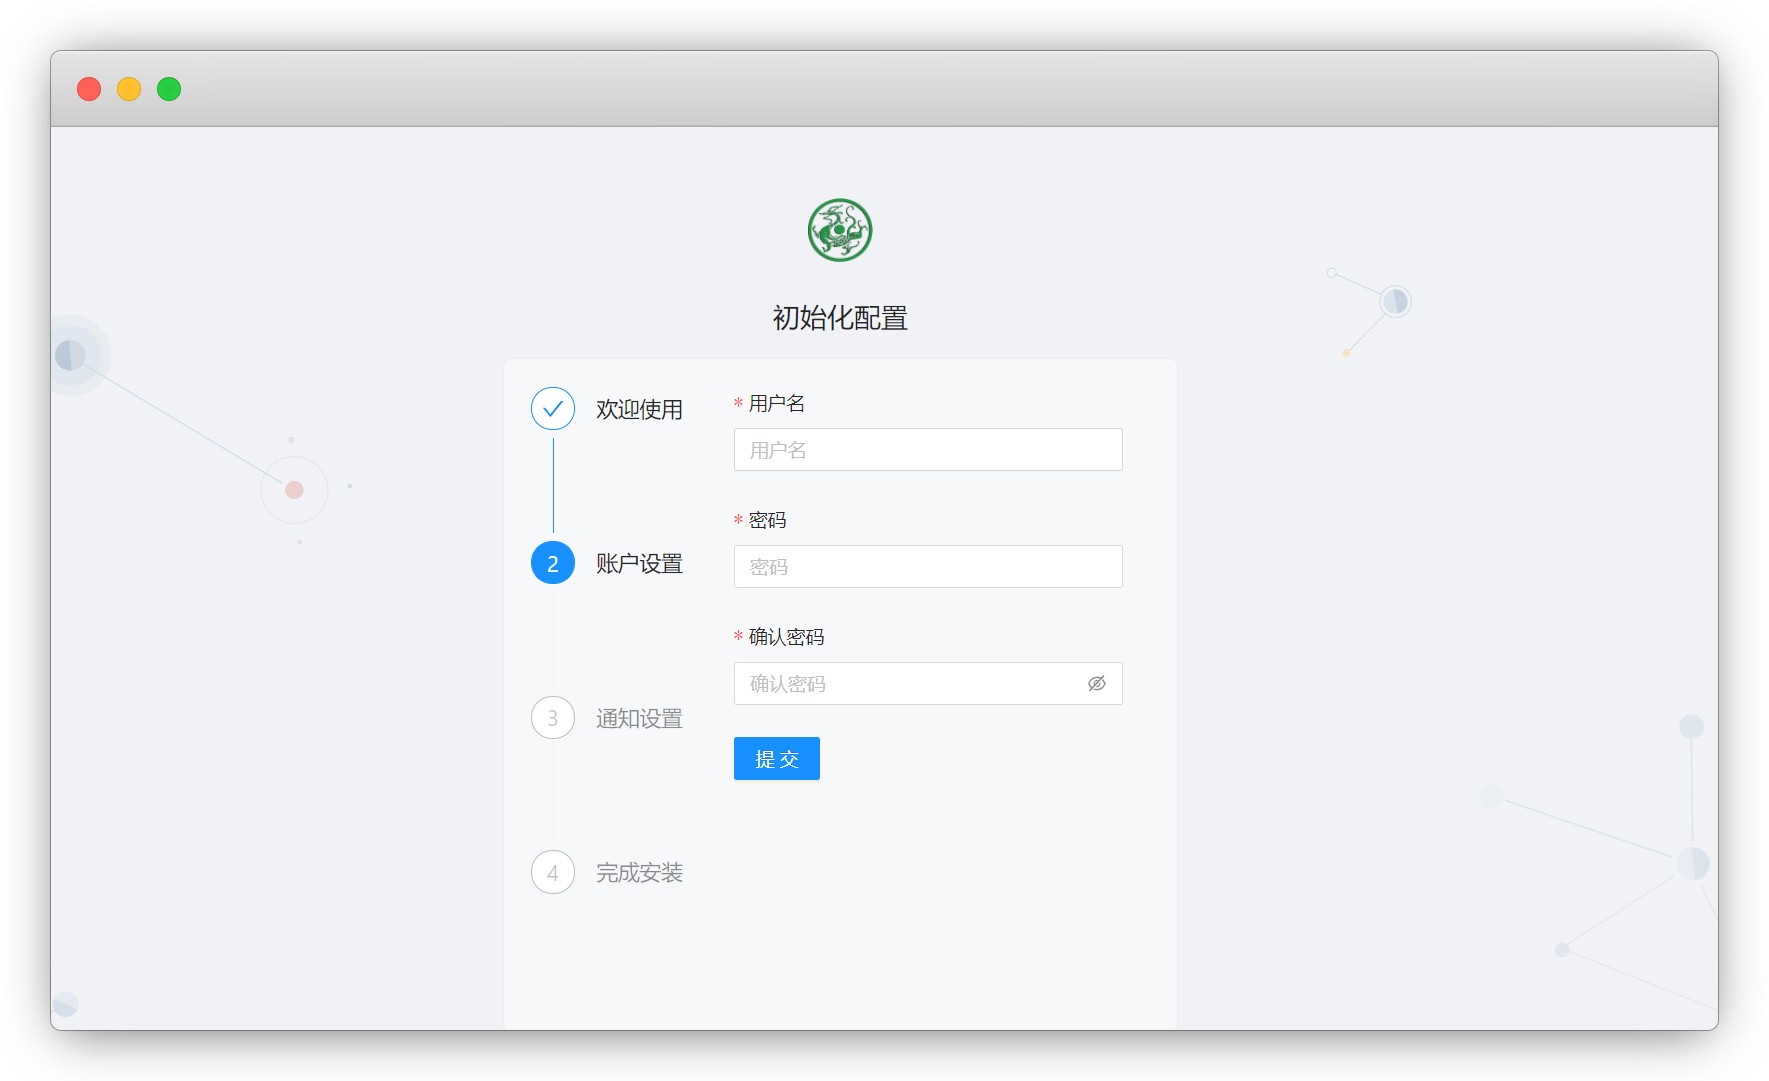 初始化配置
欢迎使用
2 账户设置
3 通知设置
4 完成安装
* 用户名
用户名
* 密码
密码
* 确认密码
确认密码
提 交